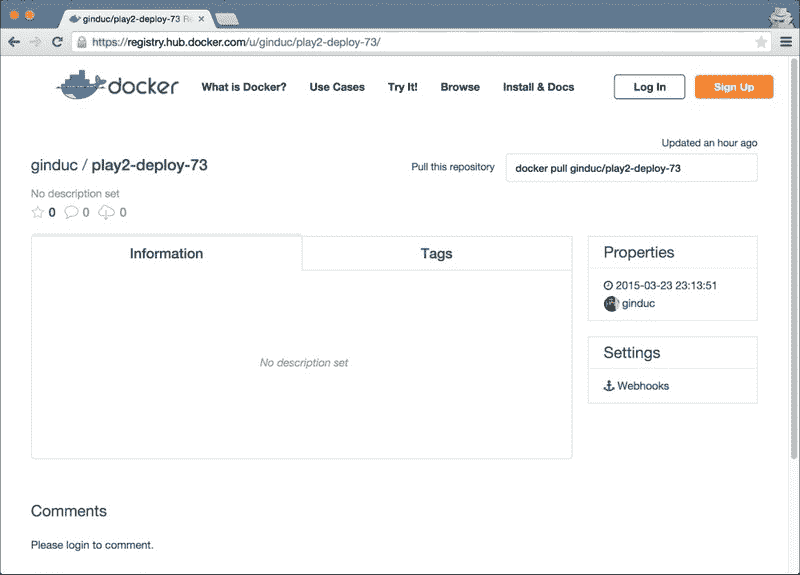 ginduc/play2-deploy-73 Re
https://registry.hub.docker.com/u/ginduc/play2-deploy-73/
docker What is Docker? Use Cases Try It! Browse Install & Docs Log In Sign Up
Updated an hour ago
ginduc / play2-deploy-73 Pull this repository docker pull ginduc/play2-deploy-73
No description set
0 0 0
Information Tags Properties
2015-03-23 23:13:51
ginduc
No description set
Settings
Webhooks
Comments
Please login to comment.